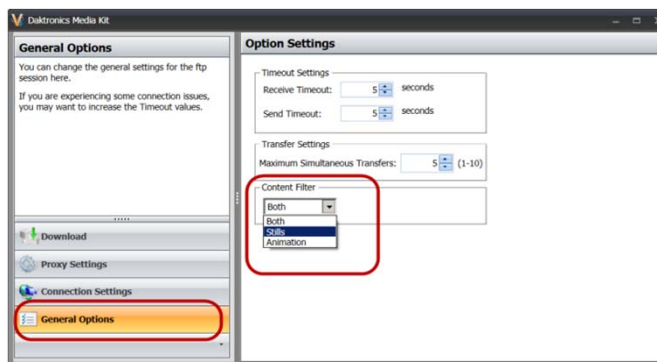 Daktronics Media Kit
General Options
You can change the general settings for the ftp
session here.
If you are experiencing some connection issues,
you may want to increase the Timeout values.
Download
Proxy Settings
Connection Settings
General Options
Option Settings
Timeout Settings
Receive Timeout: 5 seconds
Send Timeout: 5 seconds
Transfer Settings
Maximum Simultaneous Transfers: 5 (1-10)
Content Filter
Both
Both
Stills
Animation